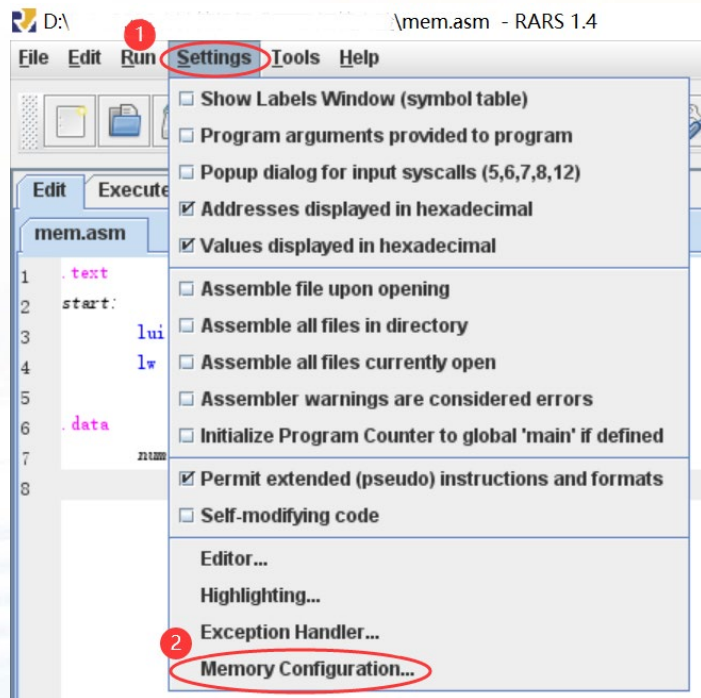 D:\ \mem.asm - RARS 1.4
1
File Edit Run Settings Tools Help
Show Labels Window (symbol table)
Program arguments provided to program
Popup dialog for input syscalls (5,6,7,8,12)
Edit Execute
Addresses displayed in hexadecimal
mem.asm
Values displayed in hexadecimal
1 .text
Assemble file upon opening
2 start:
Assemble all files in directory
3 lui
4 lw
Assemble all files currently open
5
Assembler warnings are considered errors
6 .data
Initialize Program Counter to global 'main' if defined
7 num
Permit extended (pseudo) instructions and formats
8
Self-modifying code
Editor...
Highlighting...
Exception Handler...
2
Memory Configuration...